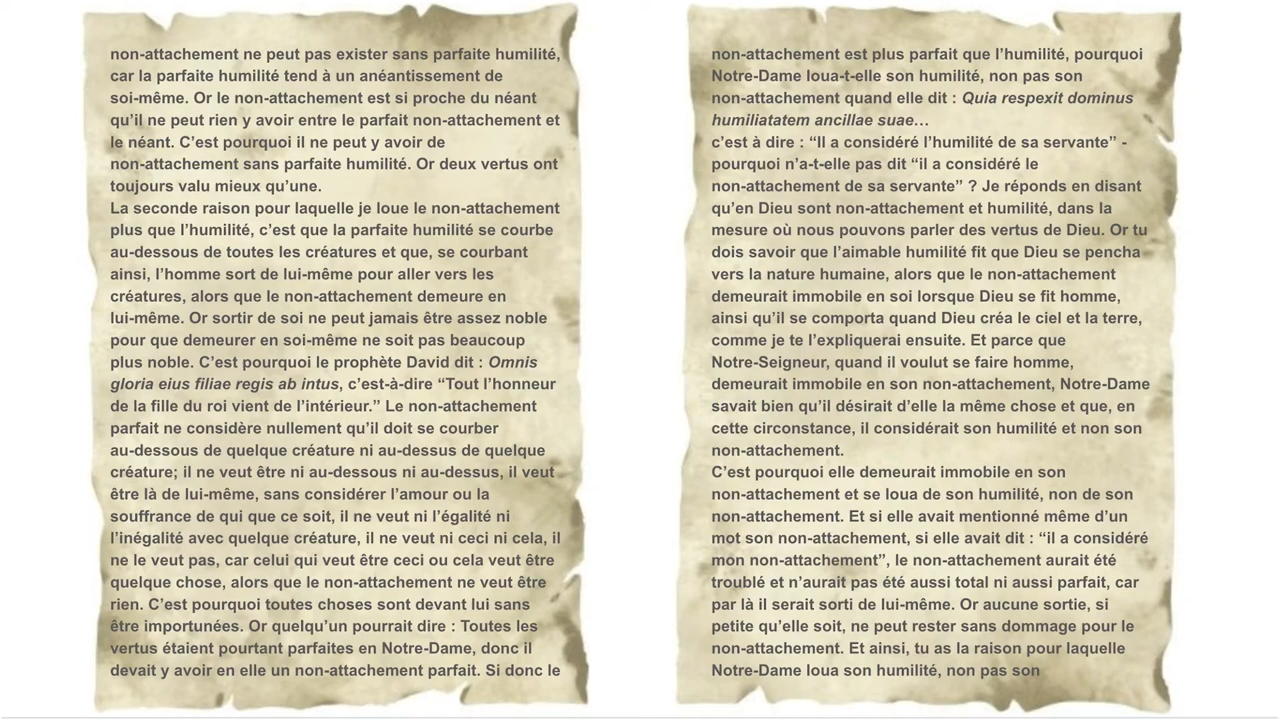 non-attachement ne peut pas exister sans parfaite humilité,
car la parfaite humilité tend à un anéantissement de
soi-même. Or le non-attachement est si proche du néant
qu’il ne peut rien y avoir entre le parfait non-attachement et
le néant. C’est pourquoi il ne peut y avoir de
non-attachement sans parfaite humilité. Or deux vertus ont
toujours valu mieux qu’une.
La seconde raison pour laquelle je loue le non-attachement
plus que l’humilité, c’est que la parfaite humilité se courbe
au-dessous de toutes les créatures et que, se courbant
ainsi, l’homme sort de lui-même pour aller vers les
créatures, alors que le non-attachement demeure en
lui-même. Or sortir de soi ne peut jamais être assez noble
pour que demeurer en soi-même ne soit pas beaucoup
plus noble. C’est pourquoi le prophète David dit : Omnis
gloria eius filiae regis ab intus, c’est-à-dire “Tout l’honneur
de la fille du roi vient de l’intérieur.” Le non-attachement
parfait ne considère nullement qu’il doit se courber
au-dessous de quelque créature ni au-dessus de quelque
créature; il ne veut être ni au-dessous ni au-dessus, il veut
être là de lui-même, sans considérer l’amour ou la
souffrance de qui que ce soit, il ne veut ni l’égalité ni
l’inégalité avec quelque créature, il ne veut ni ceci ni cela, il
ne le veut pas, car celui qui veut être ceci ou cela veut être
quelque chose, alors que le non-attachement ne veut être
rien. C’est pourquoi toutes choses sont devant lui sans
être importunées. Or quelqu’un pourrait dire : Toutes les
vertus étaient pourtant parfaites en Notre-Dame, donc il
devait y avoir en elle un non-attachement parfait. Si donc le
non-attachement est plus parfait que l’humilité, pourquoi
Notre-Dame loua-t-elle son humilité, non pas son
non-attachement quand elle dit : Quia respexit dominus
humiliatatem ancillae suae…
c’est à dire : “Il a considéré l’humilité de sa servante” -
pourquoi n’a-t-elle pas dit “il a considéré le
non-attachement de sa servante” ? Je réponds en disant
qu’en Dieu sont non-attachement et humilité, dans la
mesure où nous pouvons parler des vertus de Dieu. Or tu
dois savoir que l’aimable humilité fit que Dieu se pencha
vers la nature humaine, alors que le non-attachement
demeurait immobile en soi lorsque Dieu se fit homme,
ainsi qu’il se comporta quand Dieu créa le ciel et la terre,
comme je te l’expliquerai ensuite. Et parce que
Notre-Seigneur, quand il voulut se faire homme,
demeurait immobile en son non-attachement, Notre-Dame
savait bien qu’il désirait d’elle la même chose et que, en
cette circonstance, il considérait son humilité et non son
non-attachement.
C’est pourquoi elle demeurait immobile en son
non-attachement et se loua de son humilité, non de son
non-attachement. Et si elle avait mentionné même d’un
mot son non-attachement, si elle avait dit : “il a considéré
mon non-attachement”, le non-attachement aurait été
troublé et n’aurait pas été aussi total ni aussi parfait, car
par là il serait sorti de lui-même. Or aucune sortie, si
petite qu’elle soit, ne peut rester sans dommage pour le
non-attachement. Et ainsi, tu as la raison pour laquelle
Notre-Dame loua son humilité, non pas son